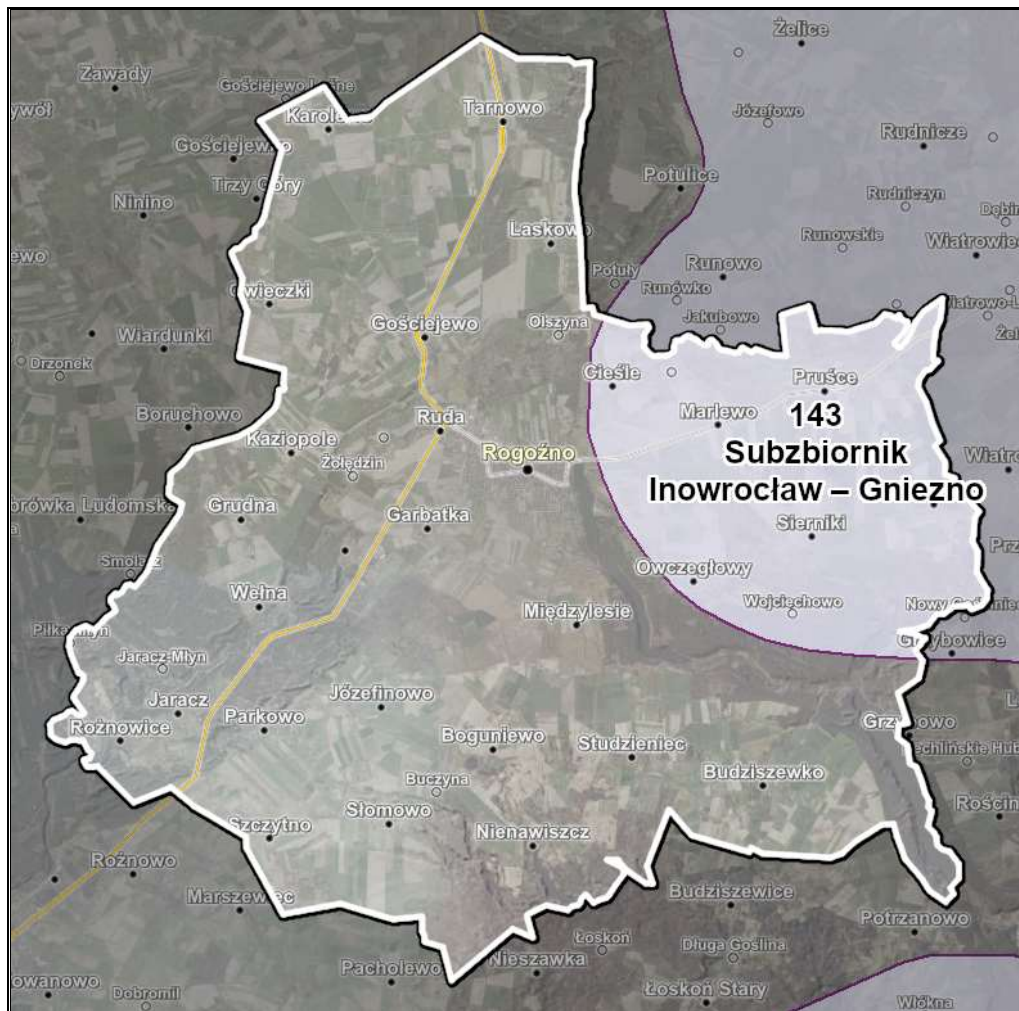 Żelice
Zawady
Gościejewo Leśne
Józefowo
Tarnowo
Rudnicze
Gościejewko
Potulice
Trzy Góry
Rudniczyn
Ninino
Laskowo
Runowskie
Potuły
Runowo
Runówko
Owieczki
Jakubowo
Gościejewo
Olszyna
Wiardunki
Drzonek
Cieśle
Pruśce
Boruchowo
Ruda
Marlewo
143
Kaziopole
Subzbiornik
Rogoźno
Żołędzin
Inowrocław – Gniezno
Grudna
Garbatka
Sierniki
Owczegłowy
Wełna
Wojciechowo
Międzylesie
Jaracz-Młyn
Jaracz
Józefinowo
Rożnowice
Parkowo
Boguniewo
Studzieniec
Buczyna
Budziszewko
Słomowo
Szczytno
Nienawiszcz
Rożnowo
Marszewiec
Budziszewice
Potrzanowo
Łoskoń
Długa Goślina
Pacholewo
Nieszawka
Łoskoń Stary
Dobromil
Włókna